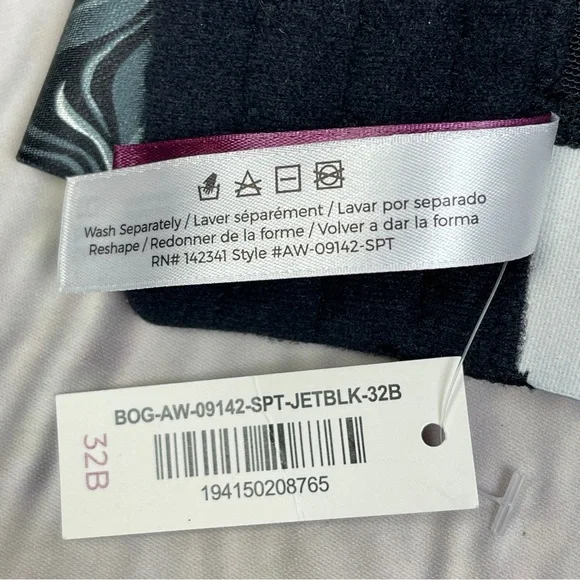 Wash Separately / Laver séparément / Lavar por separado
Reshape / Redonner de la forme / Volver a dar la forma
RN# 142341 Style #AW-09142-SPT
BOG-AW-09142-SPT-JETBLK-32B
32B
194150208765